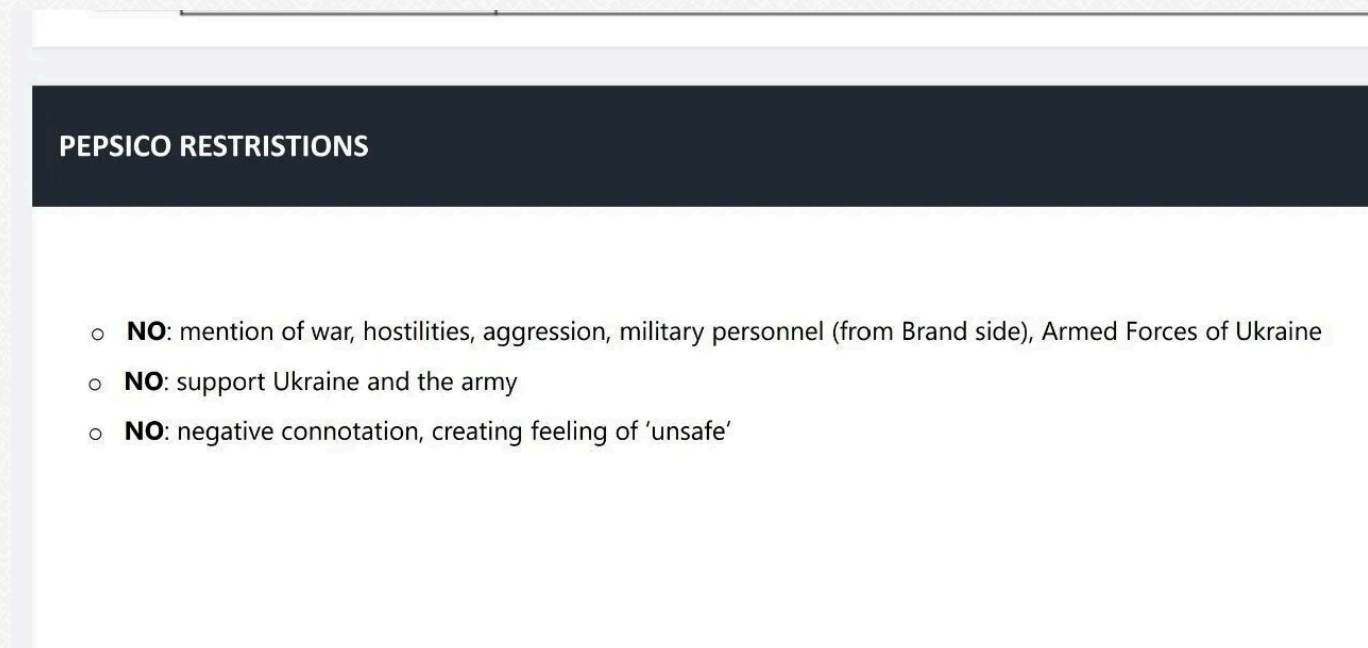 PEPSICO RESTRISTIONS
○ NO: mention of war, hostilities, aggression, military personnel (from Brand side), Armed Forces of Ukraine
○ NO: support Ukraine and the army
○ NO: negative connotation, creating feeling of ‘unsafe’